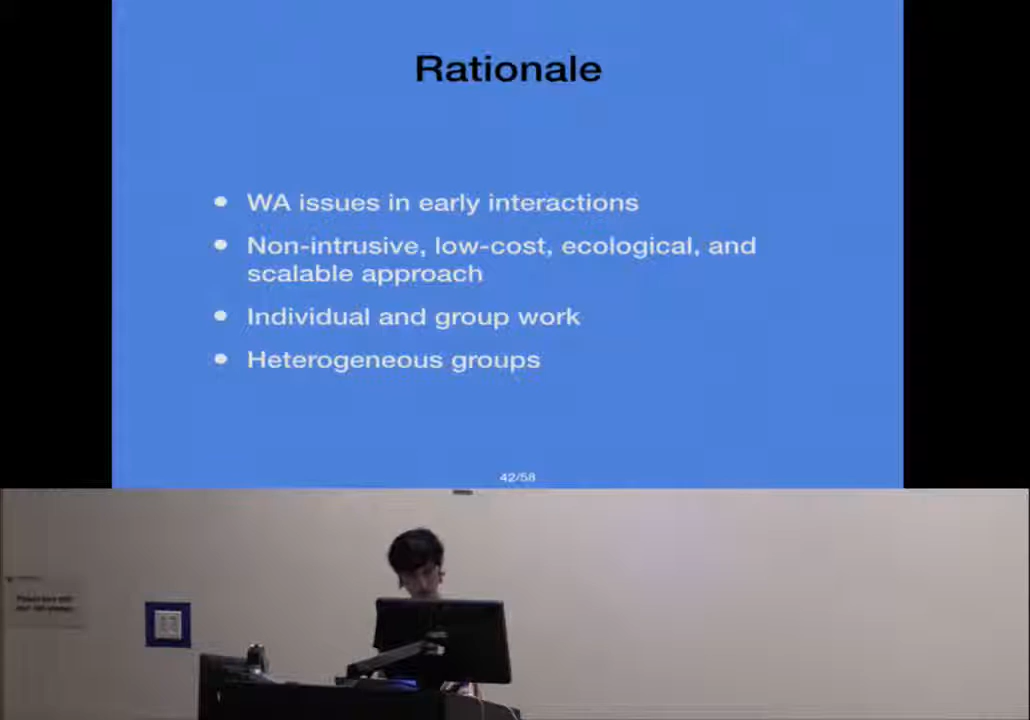 Rationale
WA issues in early interactions
Non-intrusive, low-cost, ecological, and
scalable approach
Individual and group work
Heterogeneous groups
42/58